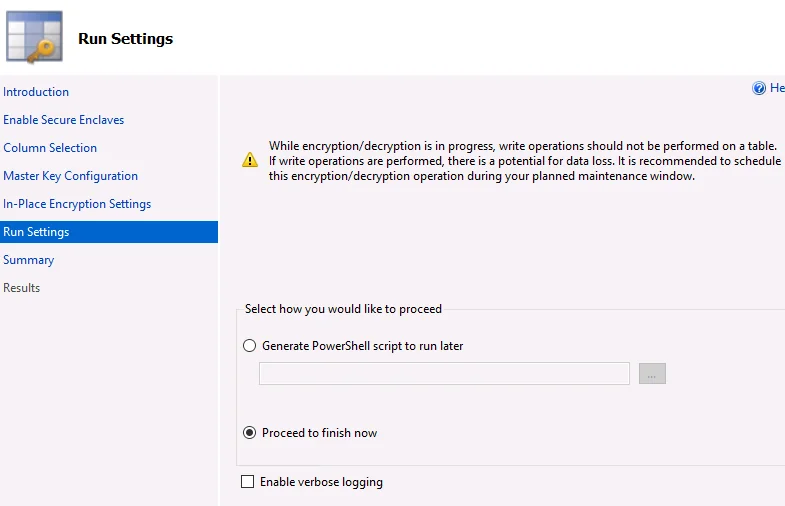 Run Settings
Introduction
Enable Secure Enclaves
Column Selection
Master Key Configuration
In-Place Encryption Settings
Run Settings
Summary
Results
He
While encryption/decryption is in progress, write operations should not be performed on a table.
If write operations are performed, there is a potential for data loss. It is recommended to schedule
this encryption/decryption operation during your planned maintenance window.
Select how you would like to proceed
Generate PowerShell script to run later
...
Proceed to finish now
Enable verbose logging